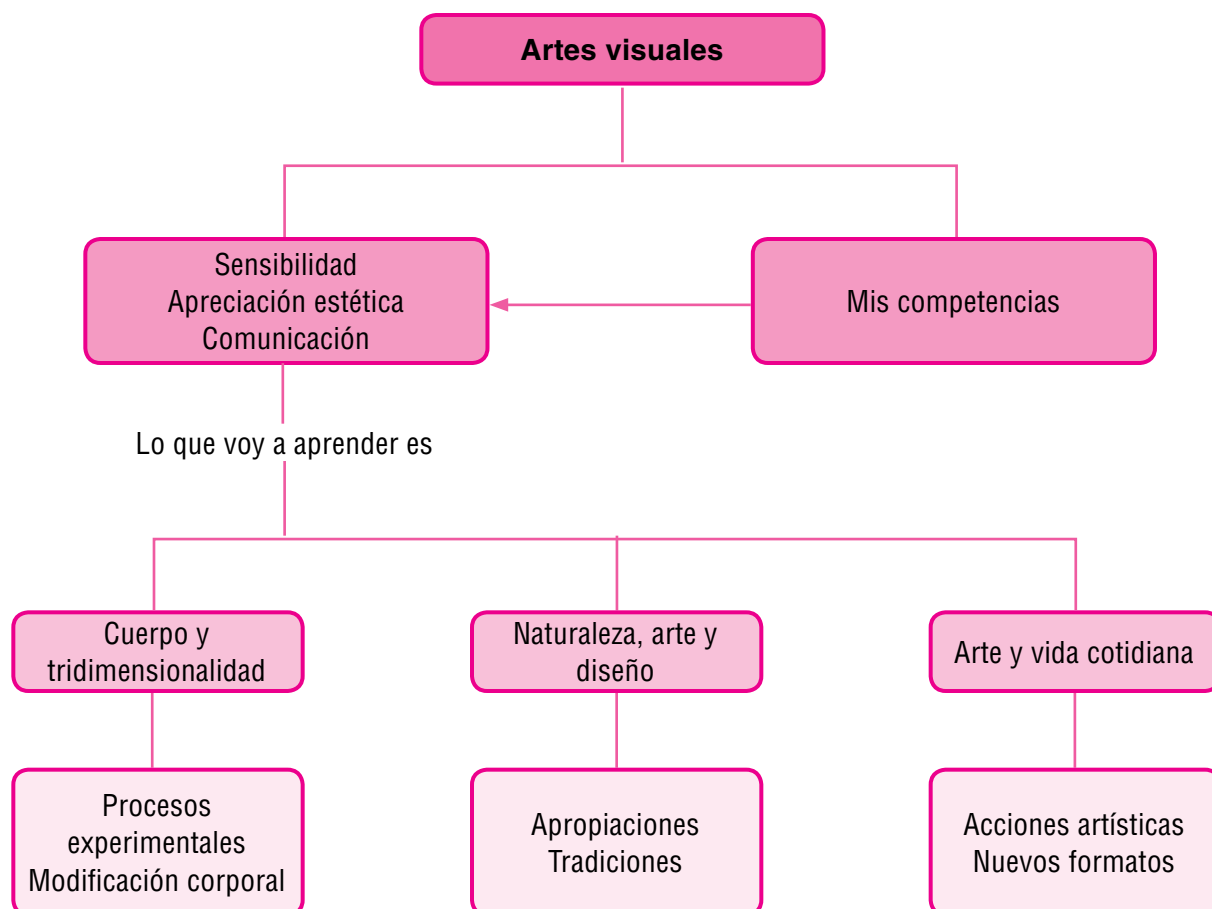 Artes visuales
Sensibilidad
Apreciación estética
Comunicación
Mis competencias
Lo que voy a aprender es
Cuerpo y
tridimensionalidad
Naturaleza, arte y
diseño
Arte y vida cotidiana
Procesos
experimentales
Modificación corporal
Apropiaciones
Tradiciones
Acciones artísticas
Nuevos formatos